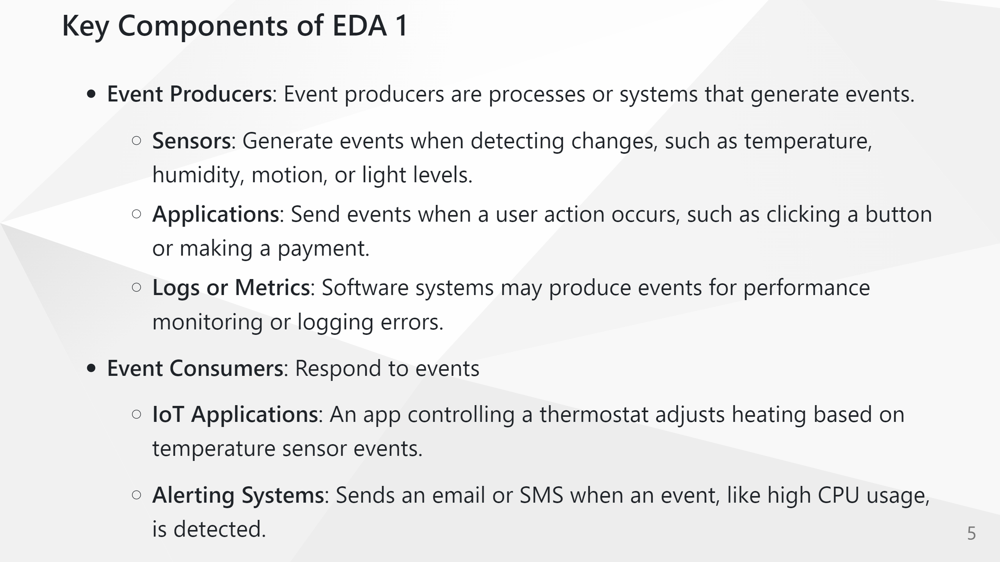 Key Components of EDA 1
• Event Producers: Event producers are processes or systems that generate events.
○ Sensors: Generate events when detecting changes, such as temperature,
humidity, motion, or light levels.
○ Applications: Send events when a user action occurs, such as clicking a button
or making a payment.
○ Logs or Metrics: Software systems may produce events for performance
monitoring or logging errors.
• Event Consumers: Respond to events
○ IoT Applications: An app controlling a thermostat adjusts heating based on
temperature sensor events.
○ Alerting Systems: Sends an email or SMS when an event, like high CPU usage,
is detected.
5